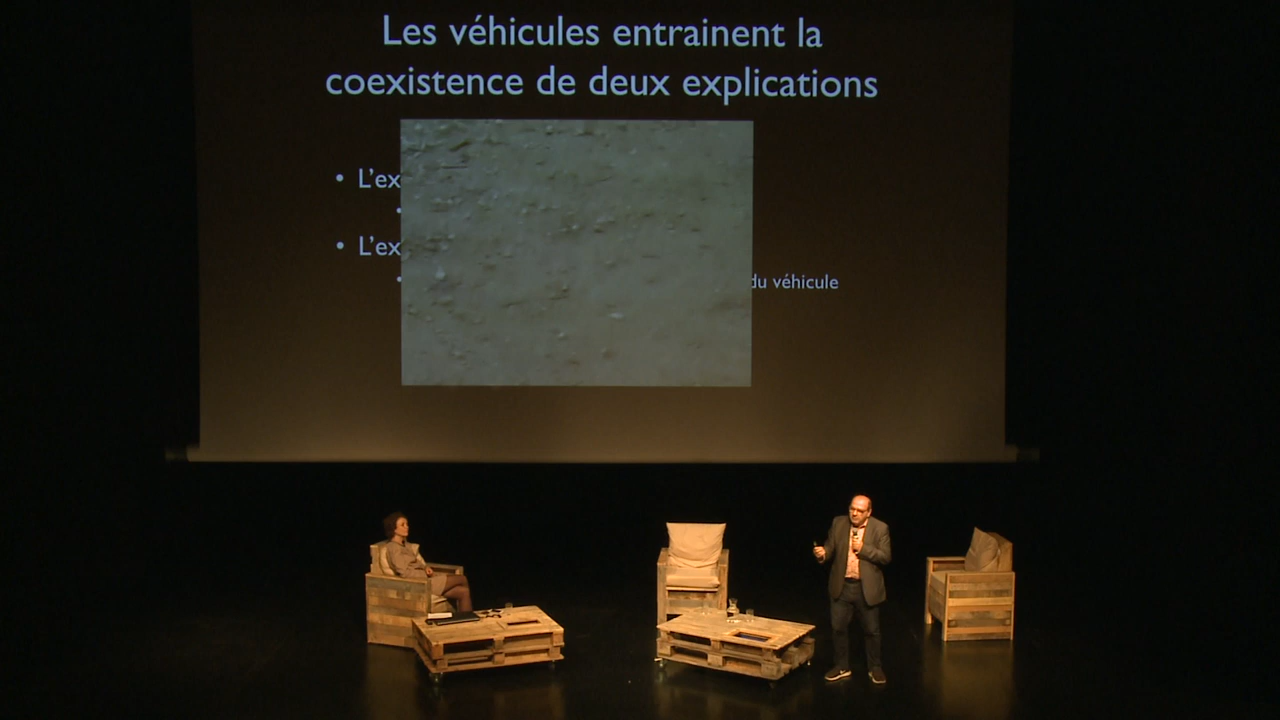 Les véhicules entrainent la
coexistence de deux explications
• L'ex
• L'ex
du véhicule